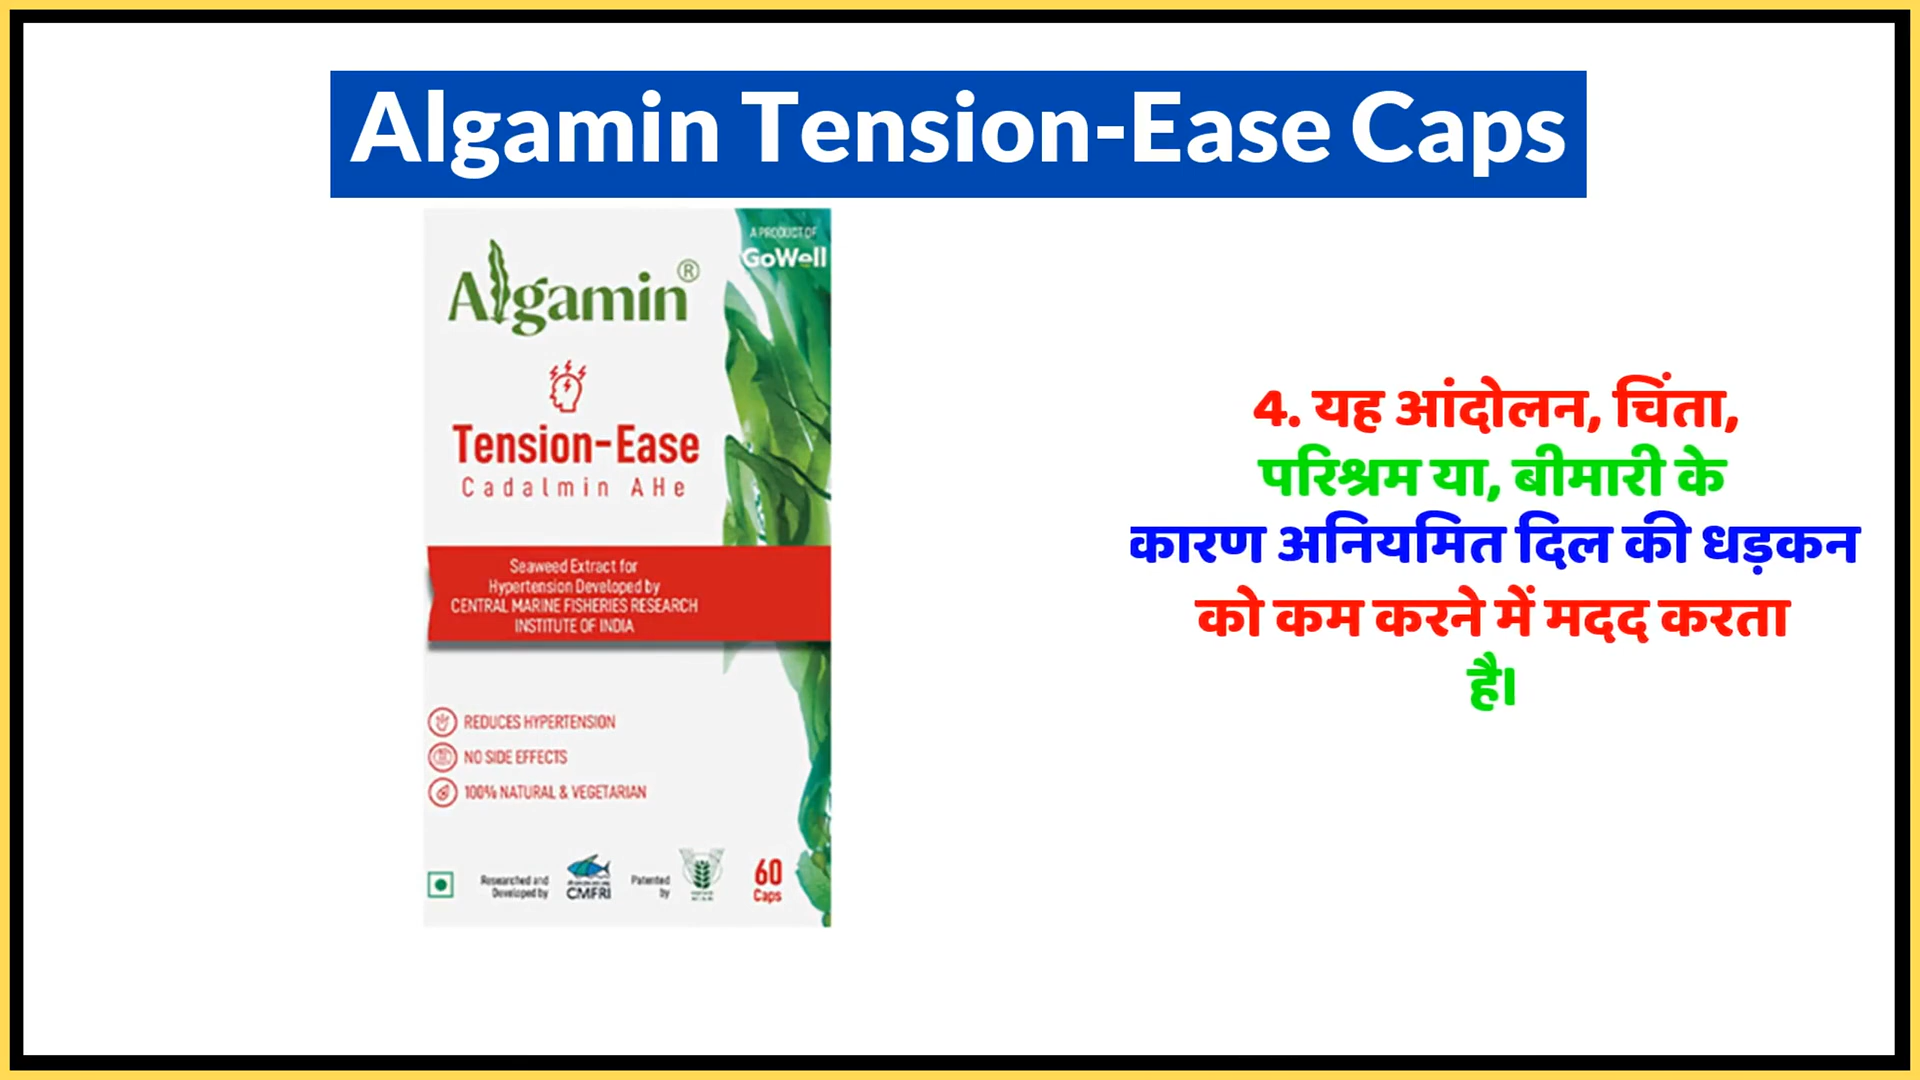 Algamin Tension-Ease Caps
A PRODUCT OF
GoWell
Algamin®
Tension-Ease
Cadalmin AHe
Seaweed Extract for
Hypertension Developed by
CENTRAL MARINE FISHERIES RESEARCH
INSTITUTE OF INDIA
REDUCES HYPERTENSION
NO SIDE EFFECTS
100% NATURAL & VEGETARIAN
Researched and
Developed by
CMFRI
Patented
by
60
Caps
4. यह आंदोलन, चिंता,
परिश्रम या, बीमारी के
कारण अनियमित दिल की धड़कन
को कम करने में मदद करता
है।